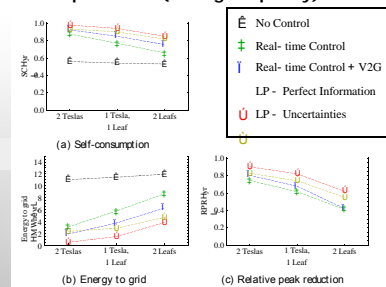 SCHyr
1.0
0.8
0.6
0.4
0.2
0.0
2 Teslas 1 Tesla, 2 Leafs
1 Leaf
(a) Self-consumption
Ê No Control
‡ Real- time Control
Ï Real- time Control + V2G
LP - Perfect Information
Ú LP - Uncertainties
Ú
Energy to grid
14
12
10
8
6
4
2
0
2 Teslas 1 Tesla, 2 Leafs
1 Leaf
(b) Energy to grid
RPRHyr
1.0
0.8
0.6
0.4
0.2
0.0
2 Teslas 1 Tesla, 2 Leafs
1 Leaf
(c) Relative peak reduction